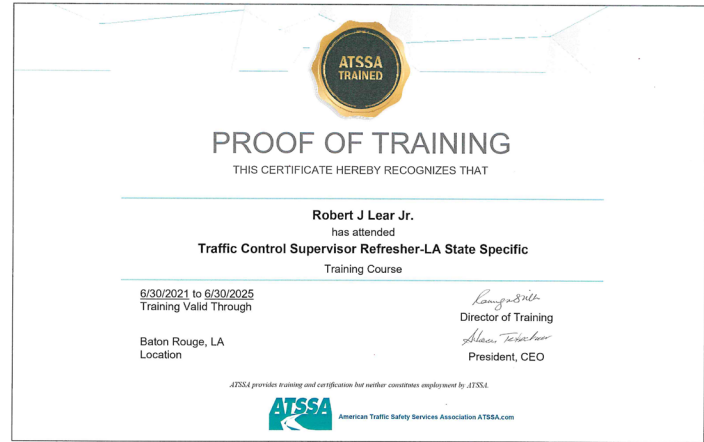 ATSSA
TRAINED
PROOF OF TRAINING
THIS CERTIFICATE HEREBY RECOGNIZES THAT
Robert J Lear Jr.
has attended
Traffic Control Supervisor Refresher-LA State Specific
Training Course
6/30/2021 to 6/30/2025
Training Valid Through
Director of Training
Baton Rouge, LA
Location
President, CEO
ATSSA provides training and certification but neither constitutes employment by ATSSA.
ATSSA
American Traffic Safety Services Association ATSSA.com